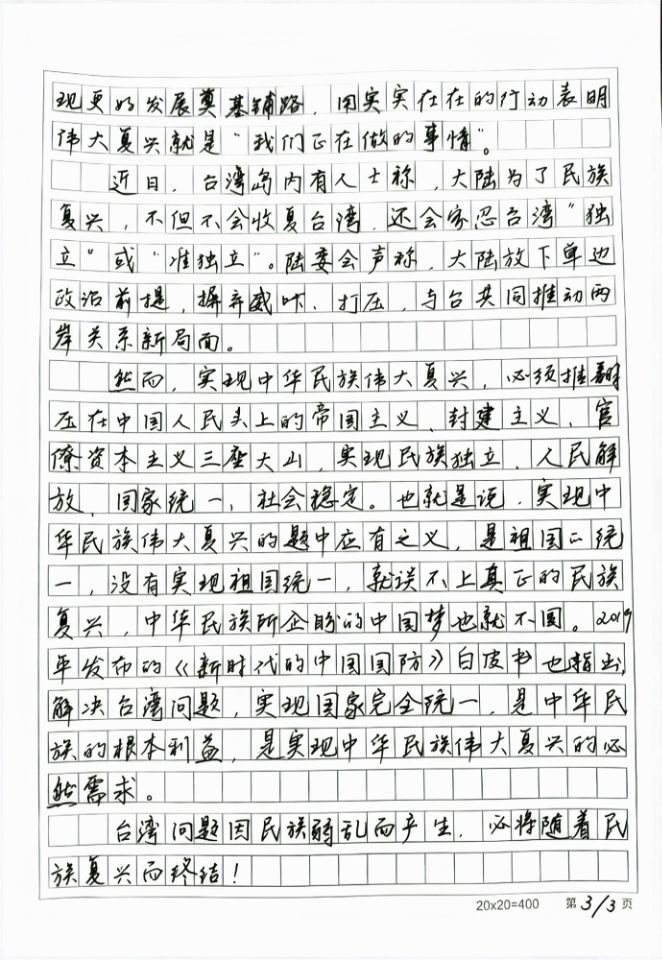 现更好发展奠基铺路，用实实在在的行动表明
伟大复兴就是“我们正在做的事情”。
近日，台湾岛内有人士称，大陆为了民族
复兴，不但不会收复台湾，还会容忍台湾“独
立”或“准独立”。陆委会声称，大陆放下单边
政治前提，摒弃威吓、打压，与台共同推动两
岸关系新局面。
然而，实现中华民族伟大复兴，必须推翻
压在中国人民头上的帝国主义、封建主义、官
僚资本主义三座大山，实现民族独立、人民解
放、国家统一、社会稳定。也就是说，实现中
华民族伟大复兴的题中应有之义，是祖国的统
一，没有实现祖国统一，就谈不上真正的民族
复兴，中华民族所企盼的中国梦也就不圆。2019
年发布的《新时代的中国国防》白皮书也指出，
解决台湾问题，实现国家完全统一，是中华民
族的根本利益，是实现中华民族伟大复兴的必
然需求。
台湾问题因民族弱乱而产生，必将随着民
族复兴而终结！
20x20=400 第3/3页